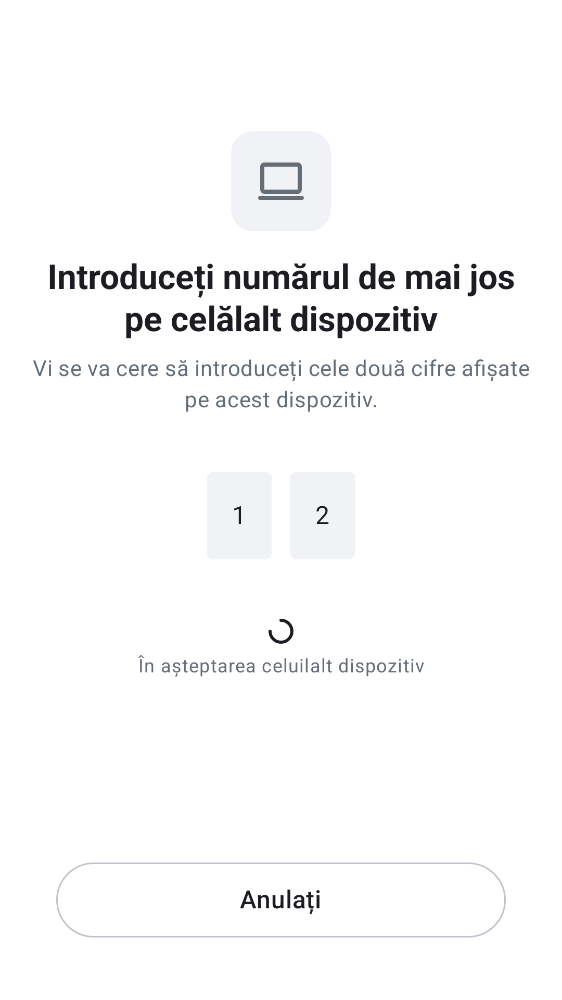 Introduceți numărul de mai jos
pe celălalt dispozitiv
Vi se va cere să introduceți cele două cifre afișate
pe acest dispozitiv.
1 2
În așteptarea celuilalt dispozitiv
Anulați